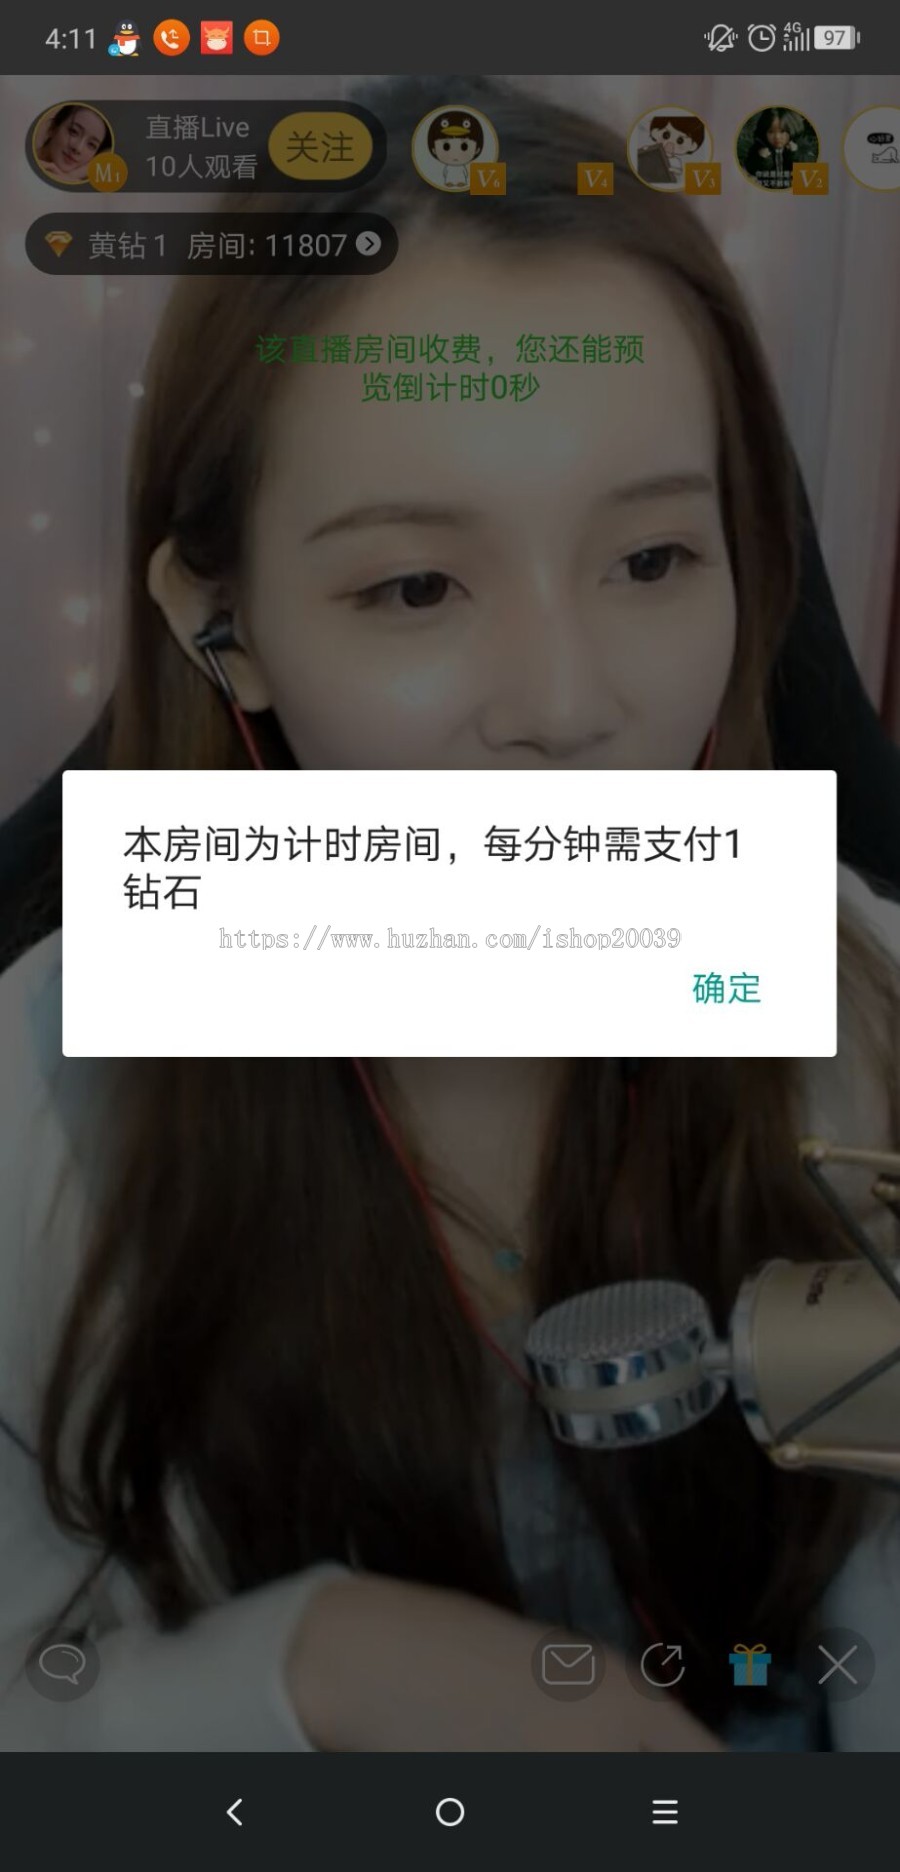 4:11
4G
97
直播Live
10人观看
关注
M1
V6
V4
V3
V2
黄钻 1 房间: 11807
该直播房间收费，您还能预
览倒计时0秒
本房间为计时房间，每分钟需支付1
钻石
https://www.huzhan.com/ishop20039
确定